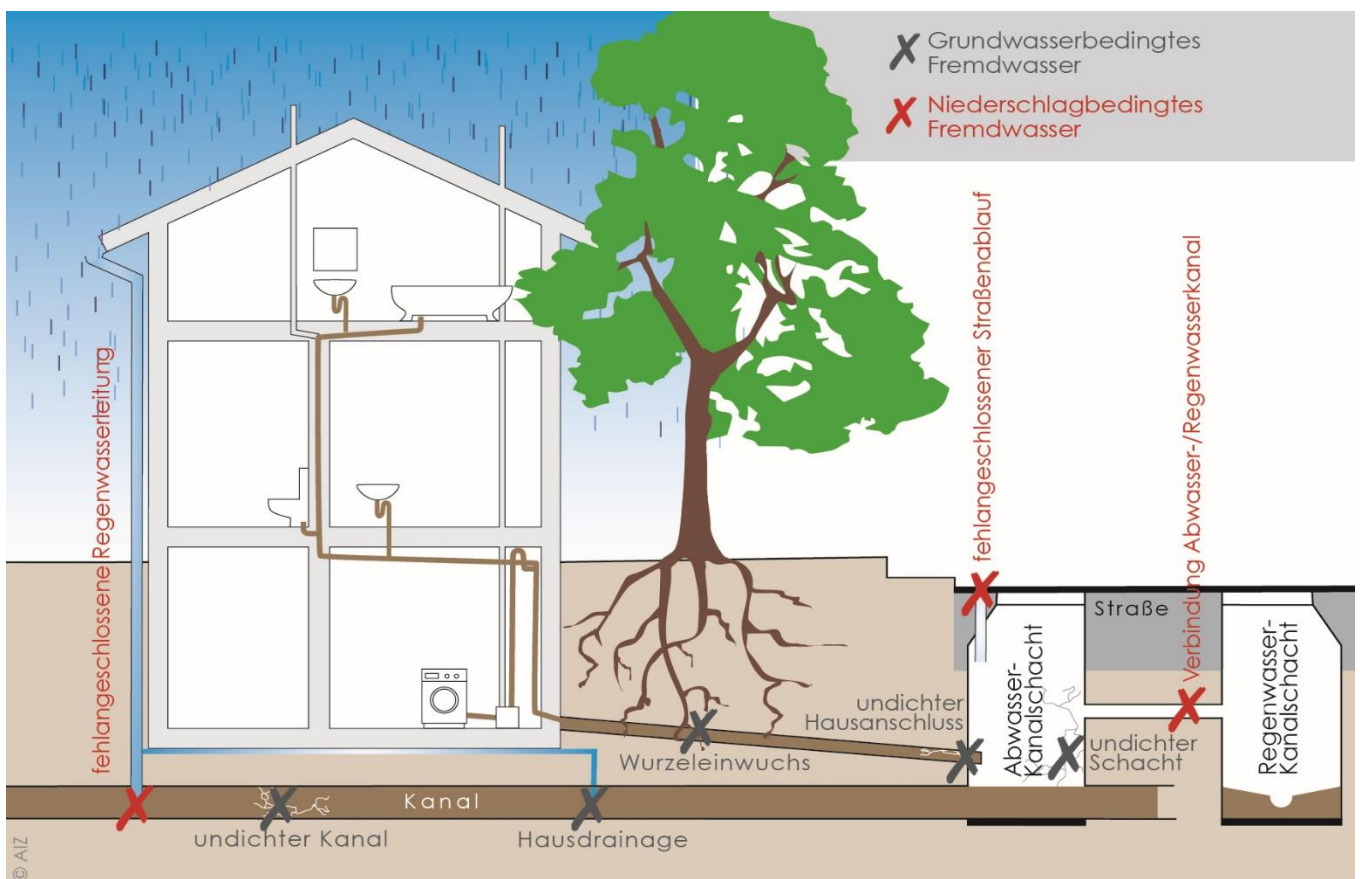 Grundwasserbedingtes
Fremdwasser
Niederschlagbedingtes
Fremdwasser
fehlangeschlossene Regenwasserleitung
fehlangeschlossener Straßenablauf
Verbindung Abwasser-/Regenwasserkanal
Straße
Abwasser-
Kanalschacht
Regenwasser-
Kanalschacht
undichter
Hausanschluss
undichter
Schacht
Wurzeleinwuchs
Kanal
undichter Kanal
Hausdrainage
© AIZ